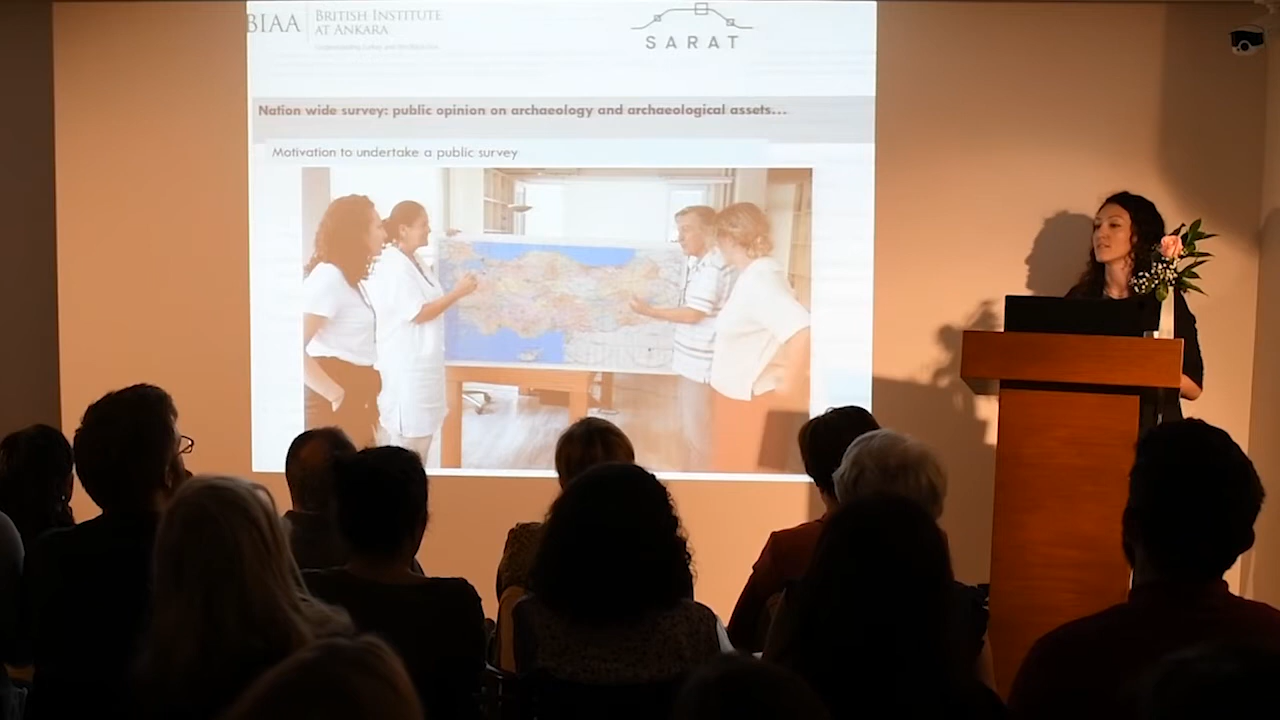 BIAA
BRITISH INSTITUTE
AT ANKARA
SARAT
Nation wide survey: public opinion on archaeology and archaeological assets...
Motivation to undertake a public survey